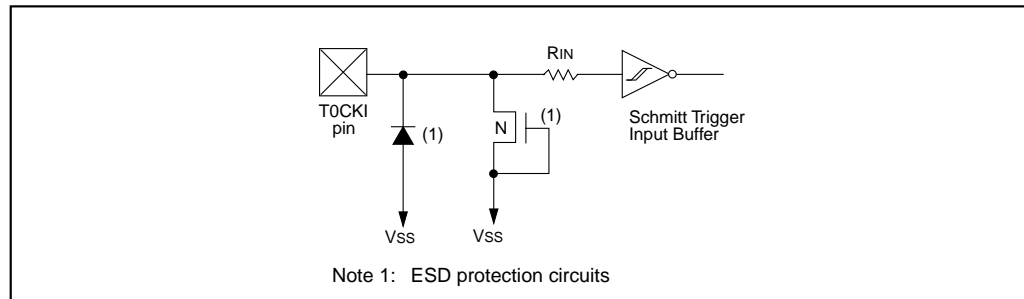 RIN
T0CKI
pin
(1)
N
(1)
Schmitt Trigger
Input Buffer
VSS
VSS
Note 1: ESD protection circuits